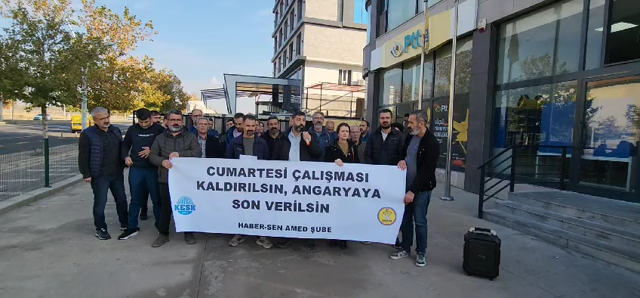 Ptt
CUMARTESİ ÇALIŞMASI
KALDIRILSIN, ANGARYAYA
SON VERİLSİN
KESK
HABER-SEN AMED ŞUBE